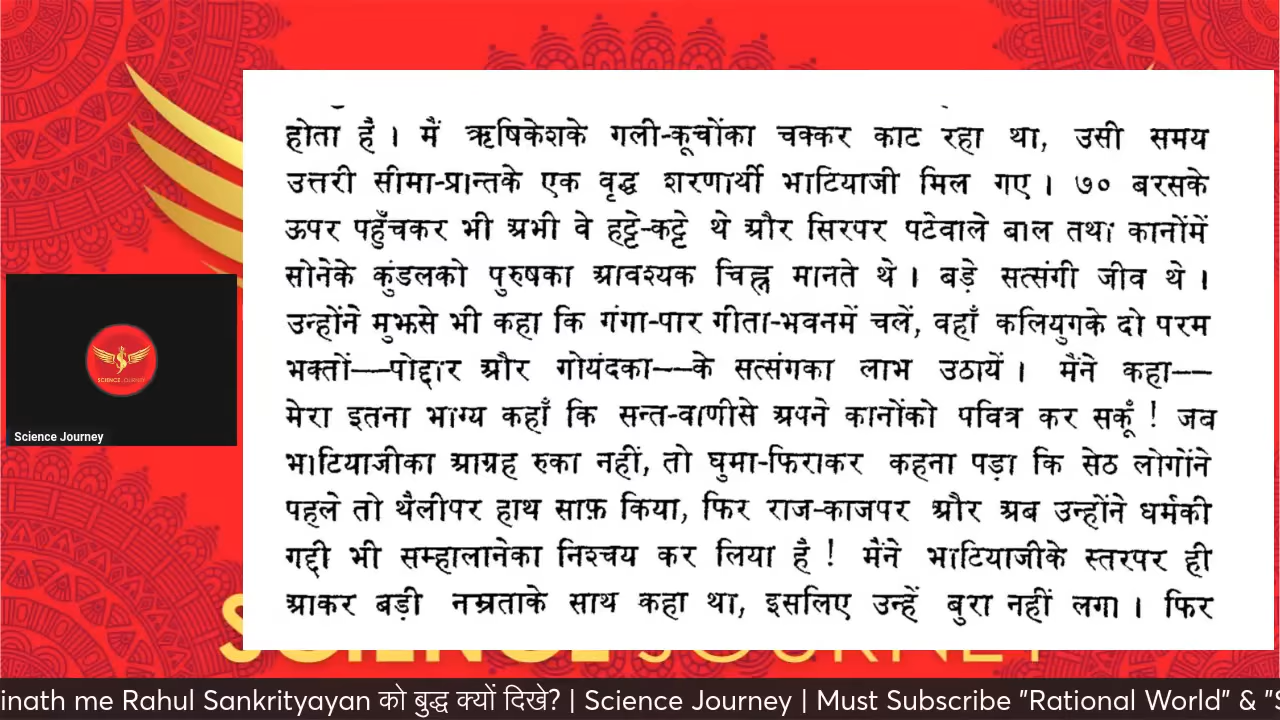 होता है । मैं ऋषिकेशके गली-कूचोंका चक्कर काट रहा था, उसी समय
उत्तरी सीमा-प्रान्तके एक वृद्ध शरणार्थी भाटियाजी मिल गए । ७० बरसके
ऊपर पहुँचकर भी अभी वे हट्टे-कट्टे थे और सिरपर पटेवाले बाल तथा कानोंमें
सोनेके कुंडलको पुरुषका आवश्यक चिह्न मानते थे । बड़े सत्संगी जीव थे ।
उन्होंने मुझसे भी कहा कि गंगा-पार गीता-भवनमें चलें, वहाँ कलियुगके दो परम
भक्तों—पोद्दार और गोयंदका—के सत्संगका लाभ उठायें । मैंने कहा—
मेरा इतना भाग्य कहाँ कि सन्त-वाणीसे अपने कानोंको पवित्र कर सकूँ ! जव
भाटियाजीका आग्रह रुका नहीं, तो घुमा-फिराकर कहना पड़ा कि सेठ लोगोंने
पहले तो थैलीपर हाथ साफ़ किया, फिर राज-काजपर और अब उन्होंने धर्मकी
गद्दी भी सम्हालानेका निश्चय कर लिया है ! मैंने भाटियाजीके स्तरपर ही
आकर बड़ी नम्रताके साथ कहा था, इसलिए उन्हें बुरा नहीं लगा । फिर
SCIENCE JOURNEY
Science Journey
SCIENCE JOURNEY
inath me Rahul Sankrityayan को बुद्ध क्यों दिखे? | Science Journey | Must Subscribe "Rational World" & "S